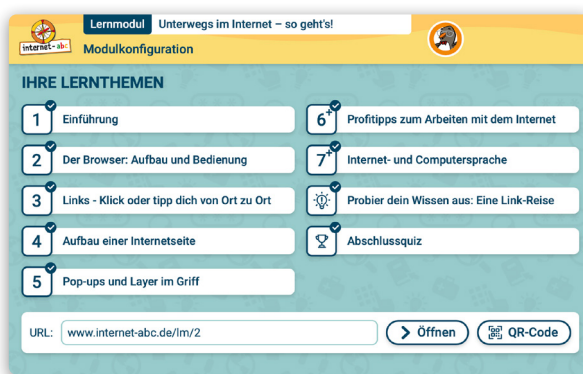 internet-abc
Lernmodul Unterwegs im Internet – so geht's!
Modulkonfiguration
IHRE LERNTHEMEN
1 Einführung
2 Der Browser: Aufbau und Bedienung
3 Links - Klick oder tipp dich von Ort zu Ort
4 Aufbau einer Internetseite
5 Pop-ups und Layer im Griff
6+ Profitipps zum Arbeiten mit dem Internet
7+ Internet- und Computersprache
Probier dein Wissen aus: Eine Link-Reise
Abschlussquiz
URL: www.internet-abc.de/lm/2 Öffnen QR-Code